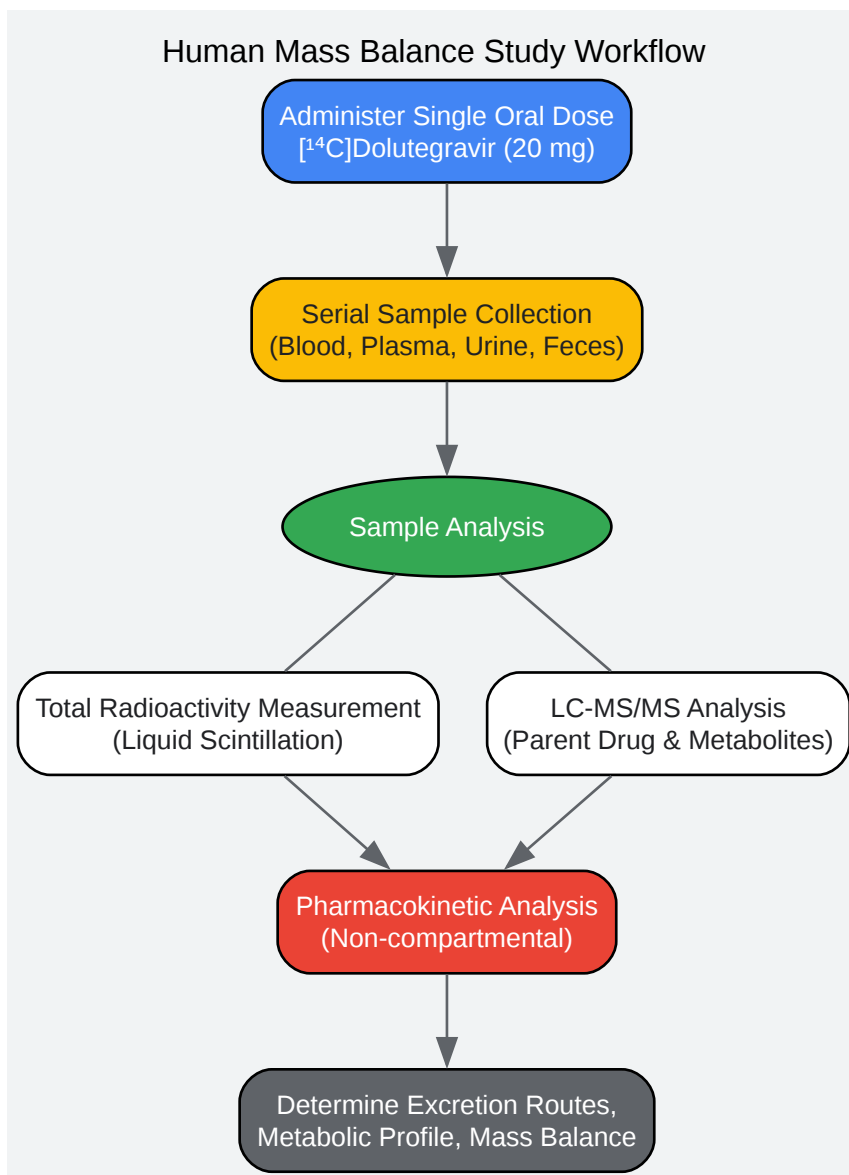 Human Mass Balance Study Workflow
Administer Single Oral Dose
[¹⁴C]Dolutegravir (20 mg)
Serial Sample Collection
(Blood, Plasma, Urine, Feces)
Sample Analysis
Total Radioactivity Measurement
(Liquid Scintillation)
LC-MS/MS Analysis
(Parent Drug & Metabolites)
Pharmacokinetic Analysis
(Non-compartmental)
Determine Excretion Routes,
Metabolic Profile, Mass Balance